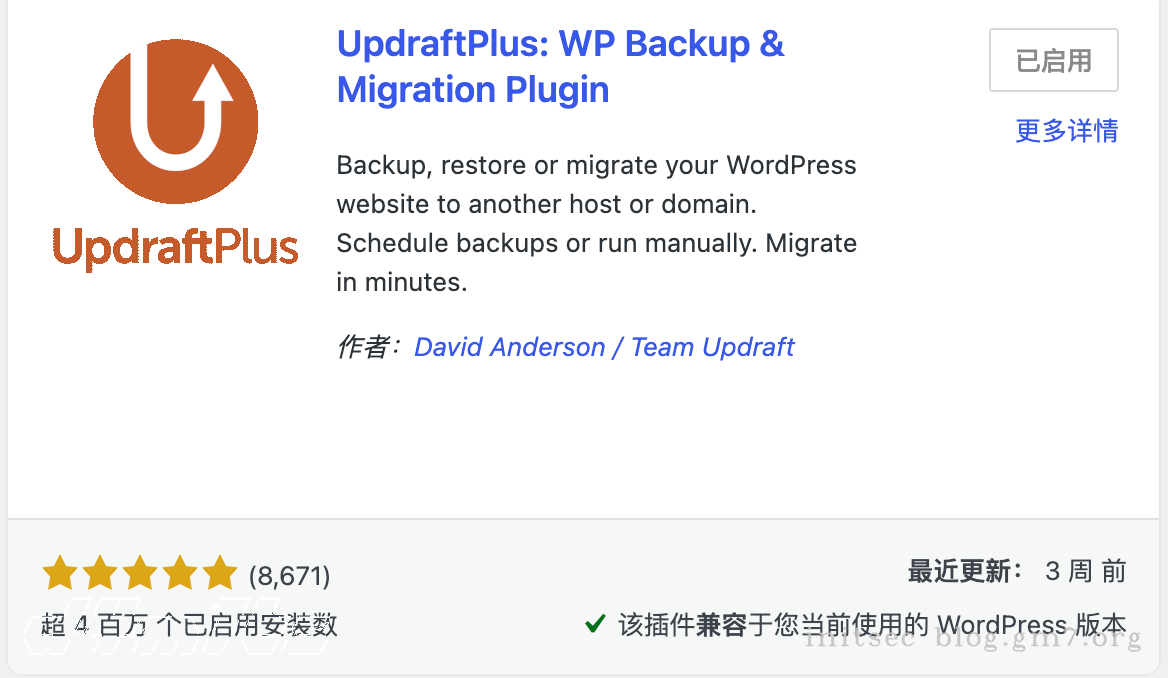 UpdraftPlus
UpdraftPlus: WP Backup &
Migration Plugin
已启用
更多详情
Backup, restore or migrate your WordPress
website to another host or domain.
Schedule backups or run manually. Migrate
in minutes.
作者：David Anderson / Team Updraft
(8,671)
最近更新： 3 周 前
超 4 百万 个已启用安装数
该插件兼容于您当前使用的 WordPress 版本
blog.gm7.org